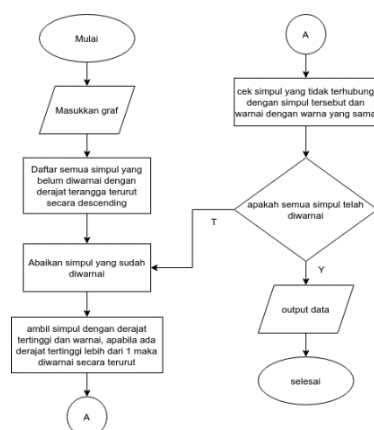 Mulai
Masukkan graf
Daftar semua simpul yang
belum diwarnai dengan
derajat terangga terurut
secara descending
Abaikan simpul yang sudah
diwarnai
ambil simpul dengan derajat
tertinggi dan warnai, apabila ada
derajat tertinggi lebih dari 1 maka
diwarnai secara terurut
A
A
cek simpul yang tidak terhubung
dengan simpul tersebut dan
warnai dengan warna yang sama
apakah semua simpul telah
diwarnai
T
Y
output data
selesai